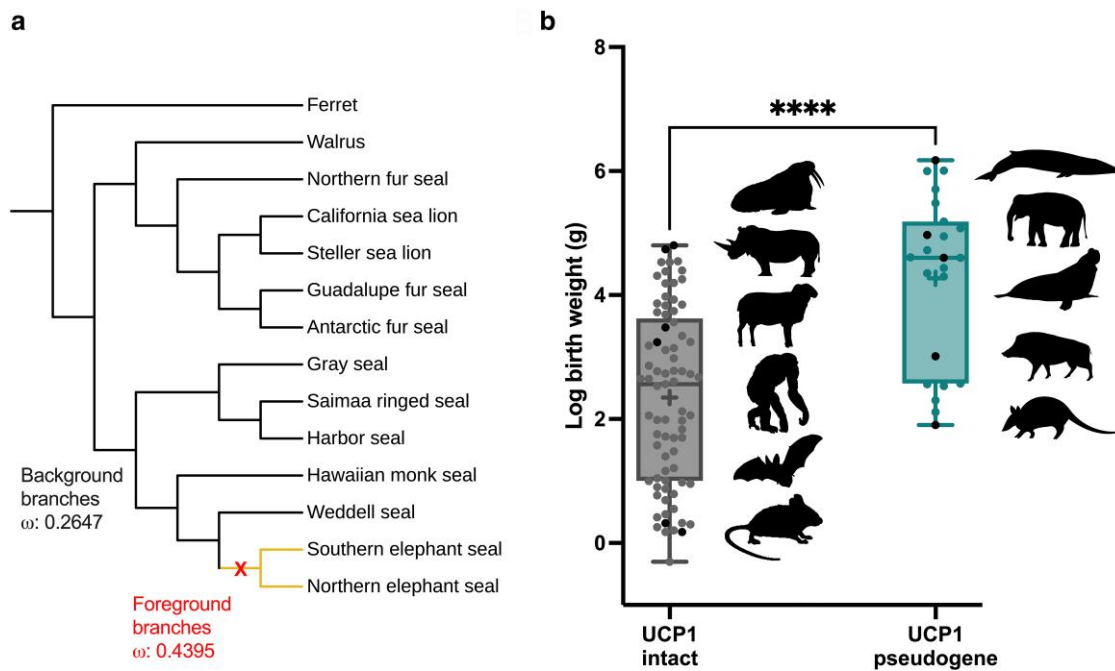 a
Ferret
Walrus
Northern fur seal
California sea lion
Steller sea lion
Guadalupe fur seal
Antarctic fur seal
Gray seal
Saimaa ringed seal
Harbor seal
Hawaiian monk seal
Weddell seal
Southern elephant seal
Northern elephant seal
Background
branches
ω: 0.2647
X
Foreground
branches
ω: 0.4395
b
Log birth weight (g)
8
6
4
2
0
****
UCP1
intact
UCP1
pseudogene